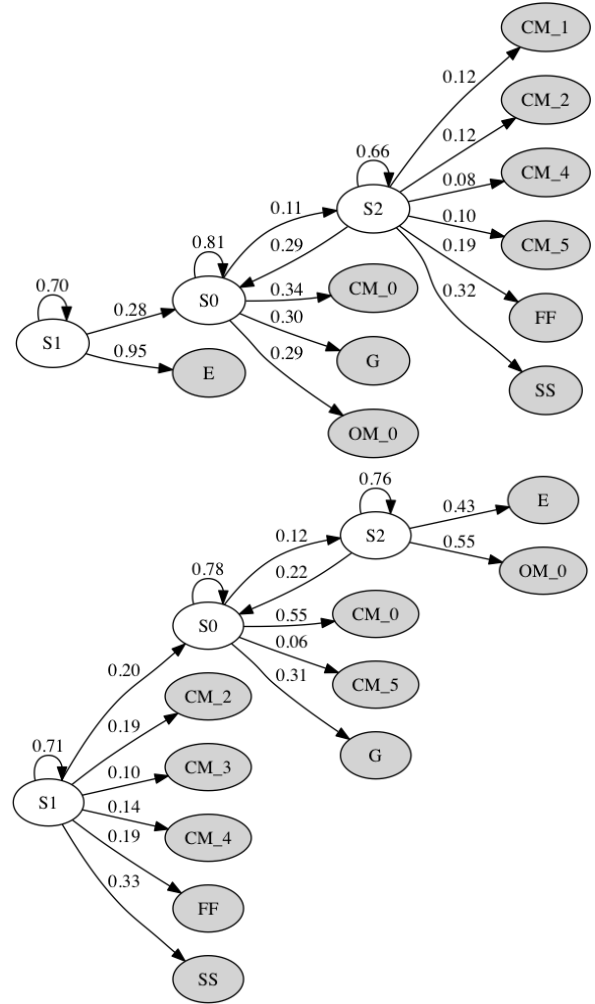 CM_1
0.12
CM_2
0.12
0.66
0.08
CM_4
S2
0.11
0.10
CM_5
0.29
0.19
0.81
0.34
CM_0
0.32
FF
0.70
0.28
S0
0.30
S1
0.29
G
0.95
E
SS
OM_0
0.76
0.43
E
0.12
S2
0.55
OM_0
0.78
0.22
0.55
CM_0
S0
0.06
0.20
0.31
CM_5
CM_2
0.19
0.71
0.10
CM_3
G
S1
0.14
CM_4
0.19
0.33
FF
SS